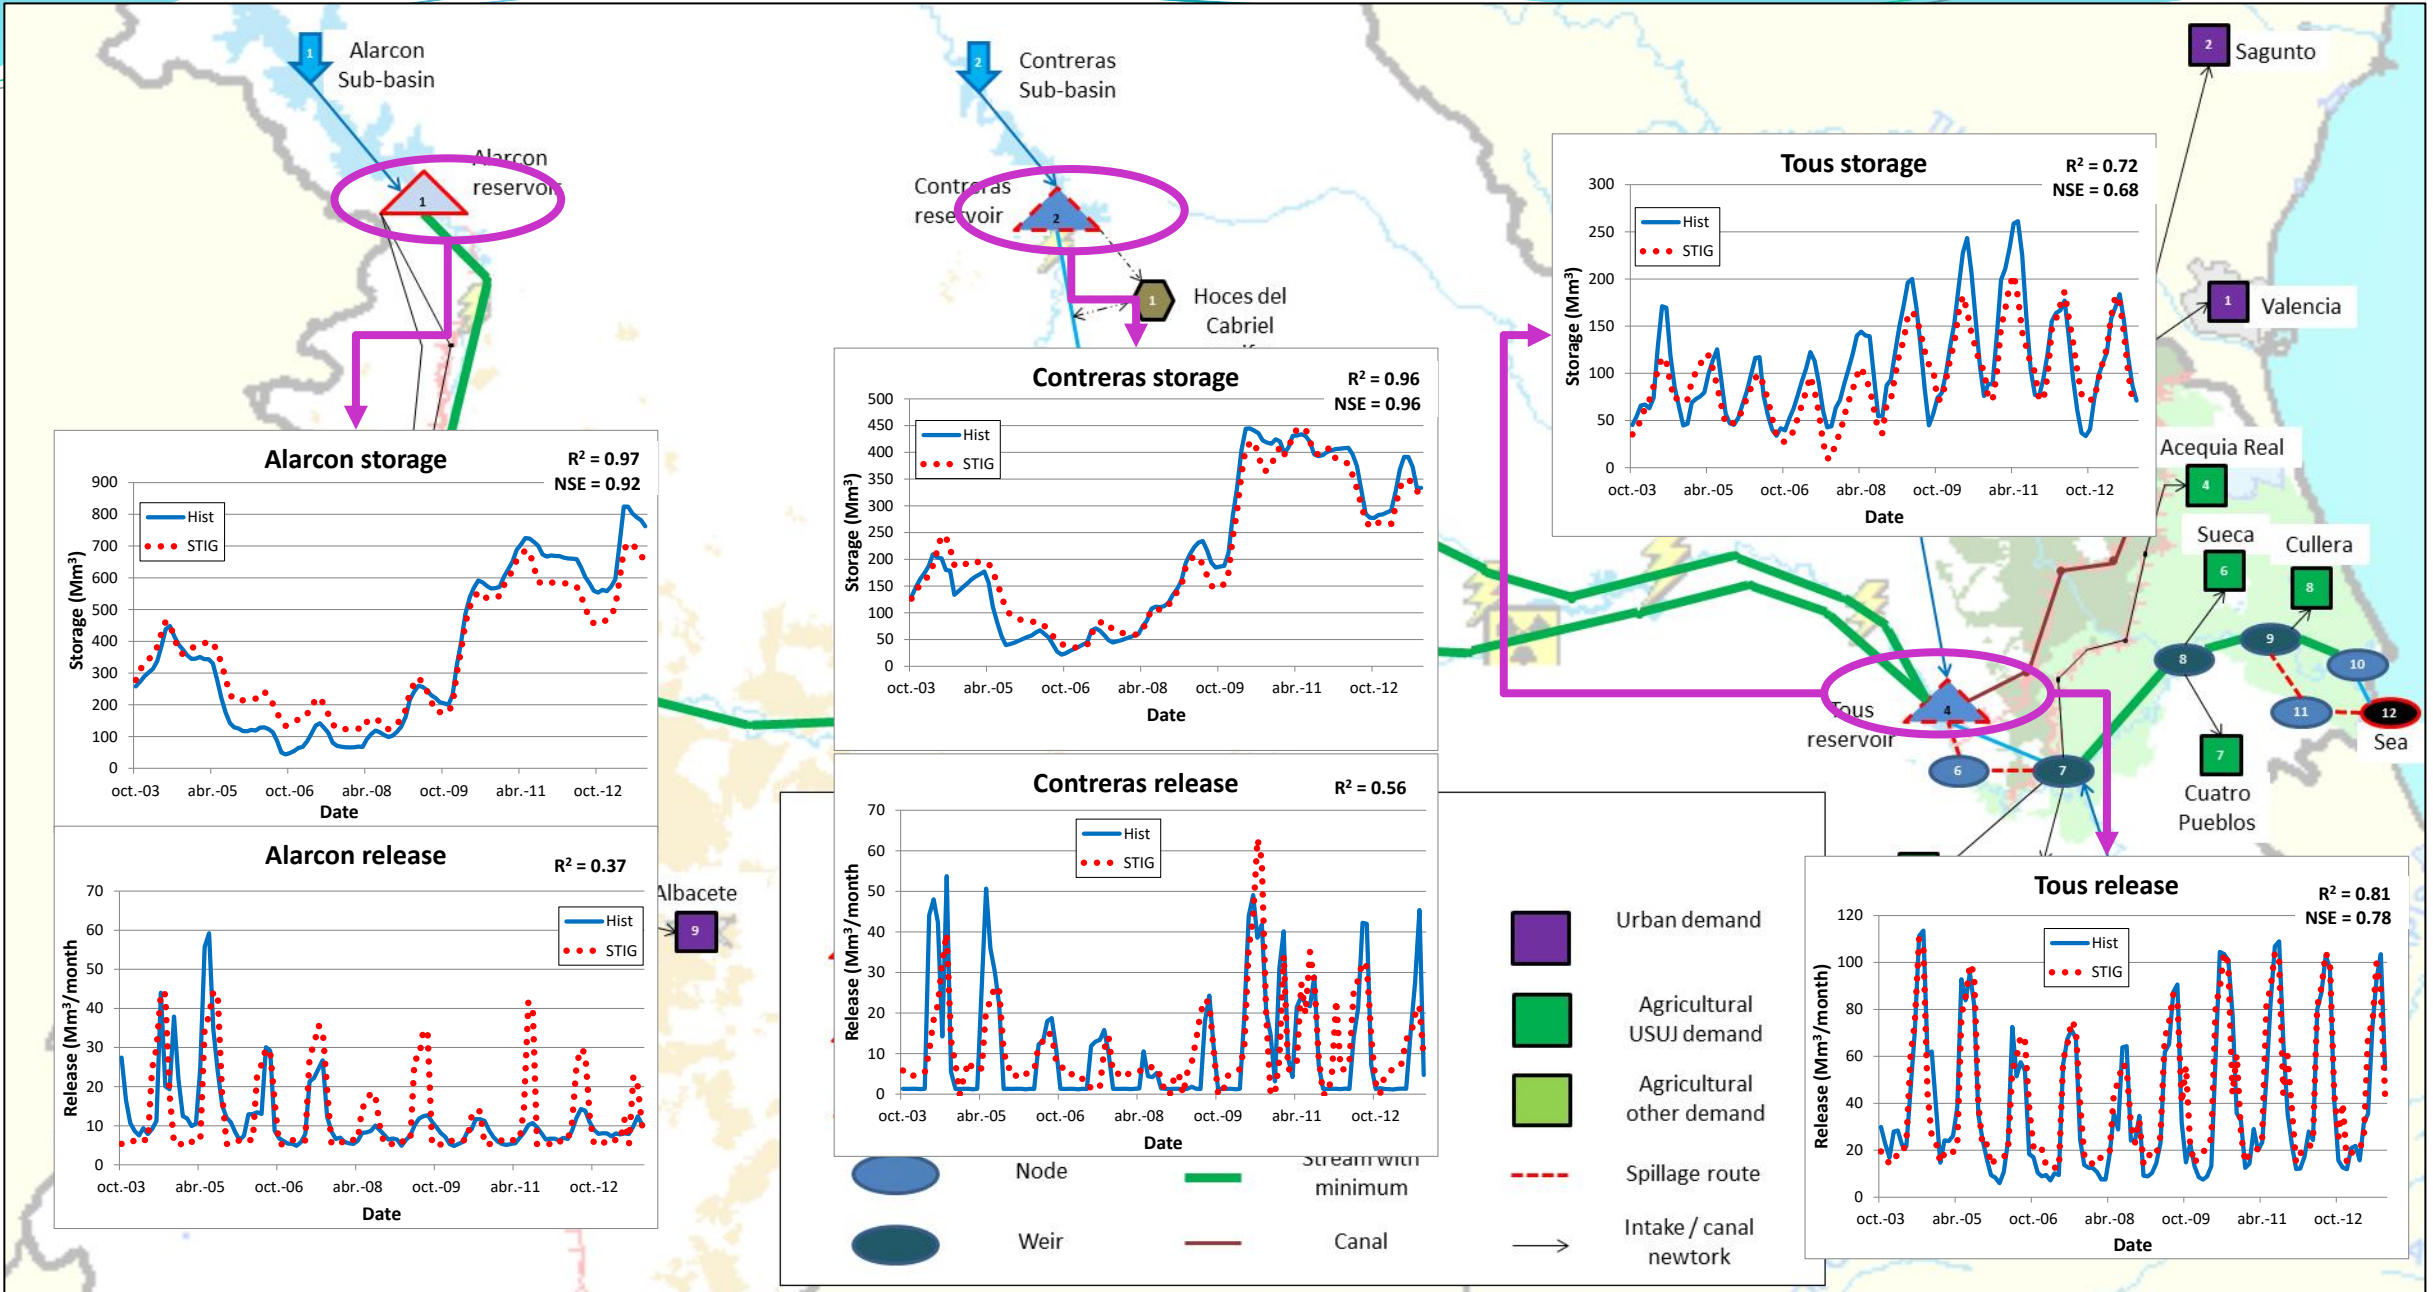 1
Alarcon
Sub-basin
2
Contreras
Sub-basin
2
Sagunto
Alarcon
reservoir
1
Contreras
reservoir
2
1
Hoces del
Cabriel
1
Valencia
Tous storage
R² = 0.72
NSE = 0.68
Hist
STIG
Storage (Mm³)
300
250
200
150
100
50
0
oct.-03
abr.-05
oct.-06
abr.-08
oct.-09
abr.-11
oct.-12
Date
Contreras storage
R² = 0.96
NSE = 0.96
Hist
STIG
Storage (Mm³)
500
450
400
350
300
250
200
150
100
50
0
oct.-03
abr.-05
oct.-06
abr.-08
oct.-09
abr.-11
oct.-12
Date
Alarcon storage
R² = 0.97
NSE = 0.92
Hist
STIG
Storage (Mm³)
900
800
700
600
500
400
300
200
100
0
oct.-03
abr.-05
oct.-06
abr.-08
oct.-09
abr.-11
oct.-12
Date
Acequia Real
4
Sueca
6
Cullera
8
8
9
10
11
12
Sea
7
Cuatro
Pueblos
Tous
reservoir
4
6
7
Alarcon release
R² = 0.37
Hist
STIG
Release (Mm³/month
70
60
50
40
30
20
10
0
oct.-03
abr.-05
oct.-06
abr.-08
oct.-09
abr.-11
oct.-12
Date
Albacete
9
Contreras release
R² = 0.56
Hist
STIG
Release (Mm³/month
70
60
50
40
30
20
10
0
oct.-03
abr.-05
oct.-06
abr.-08
oct.-09
abr.-11
oct.-12
Date
Tous release
R² = 0.81
NSE = 0.78
Hist
STIG
Release (Mm³/month)
120
100
80
60
40
20
0
oct.-03
abr.-05
oct.-06
abr.-08
oct.-09
abr.-11
oct.-12
Date
Urban demand
Agricultural
USUJ demand
Agricultural
other demand
Node
Stream with
minimum
Spillage route
Weir
Canal
Intake / canal
newtork